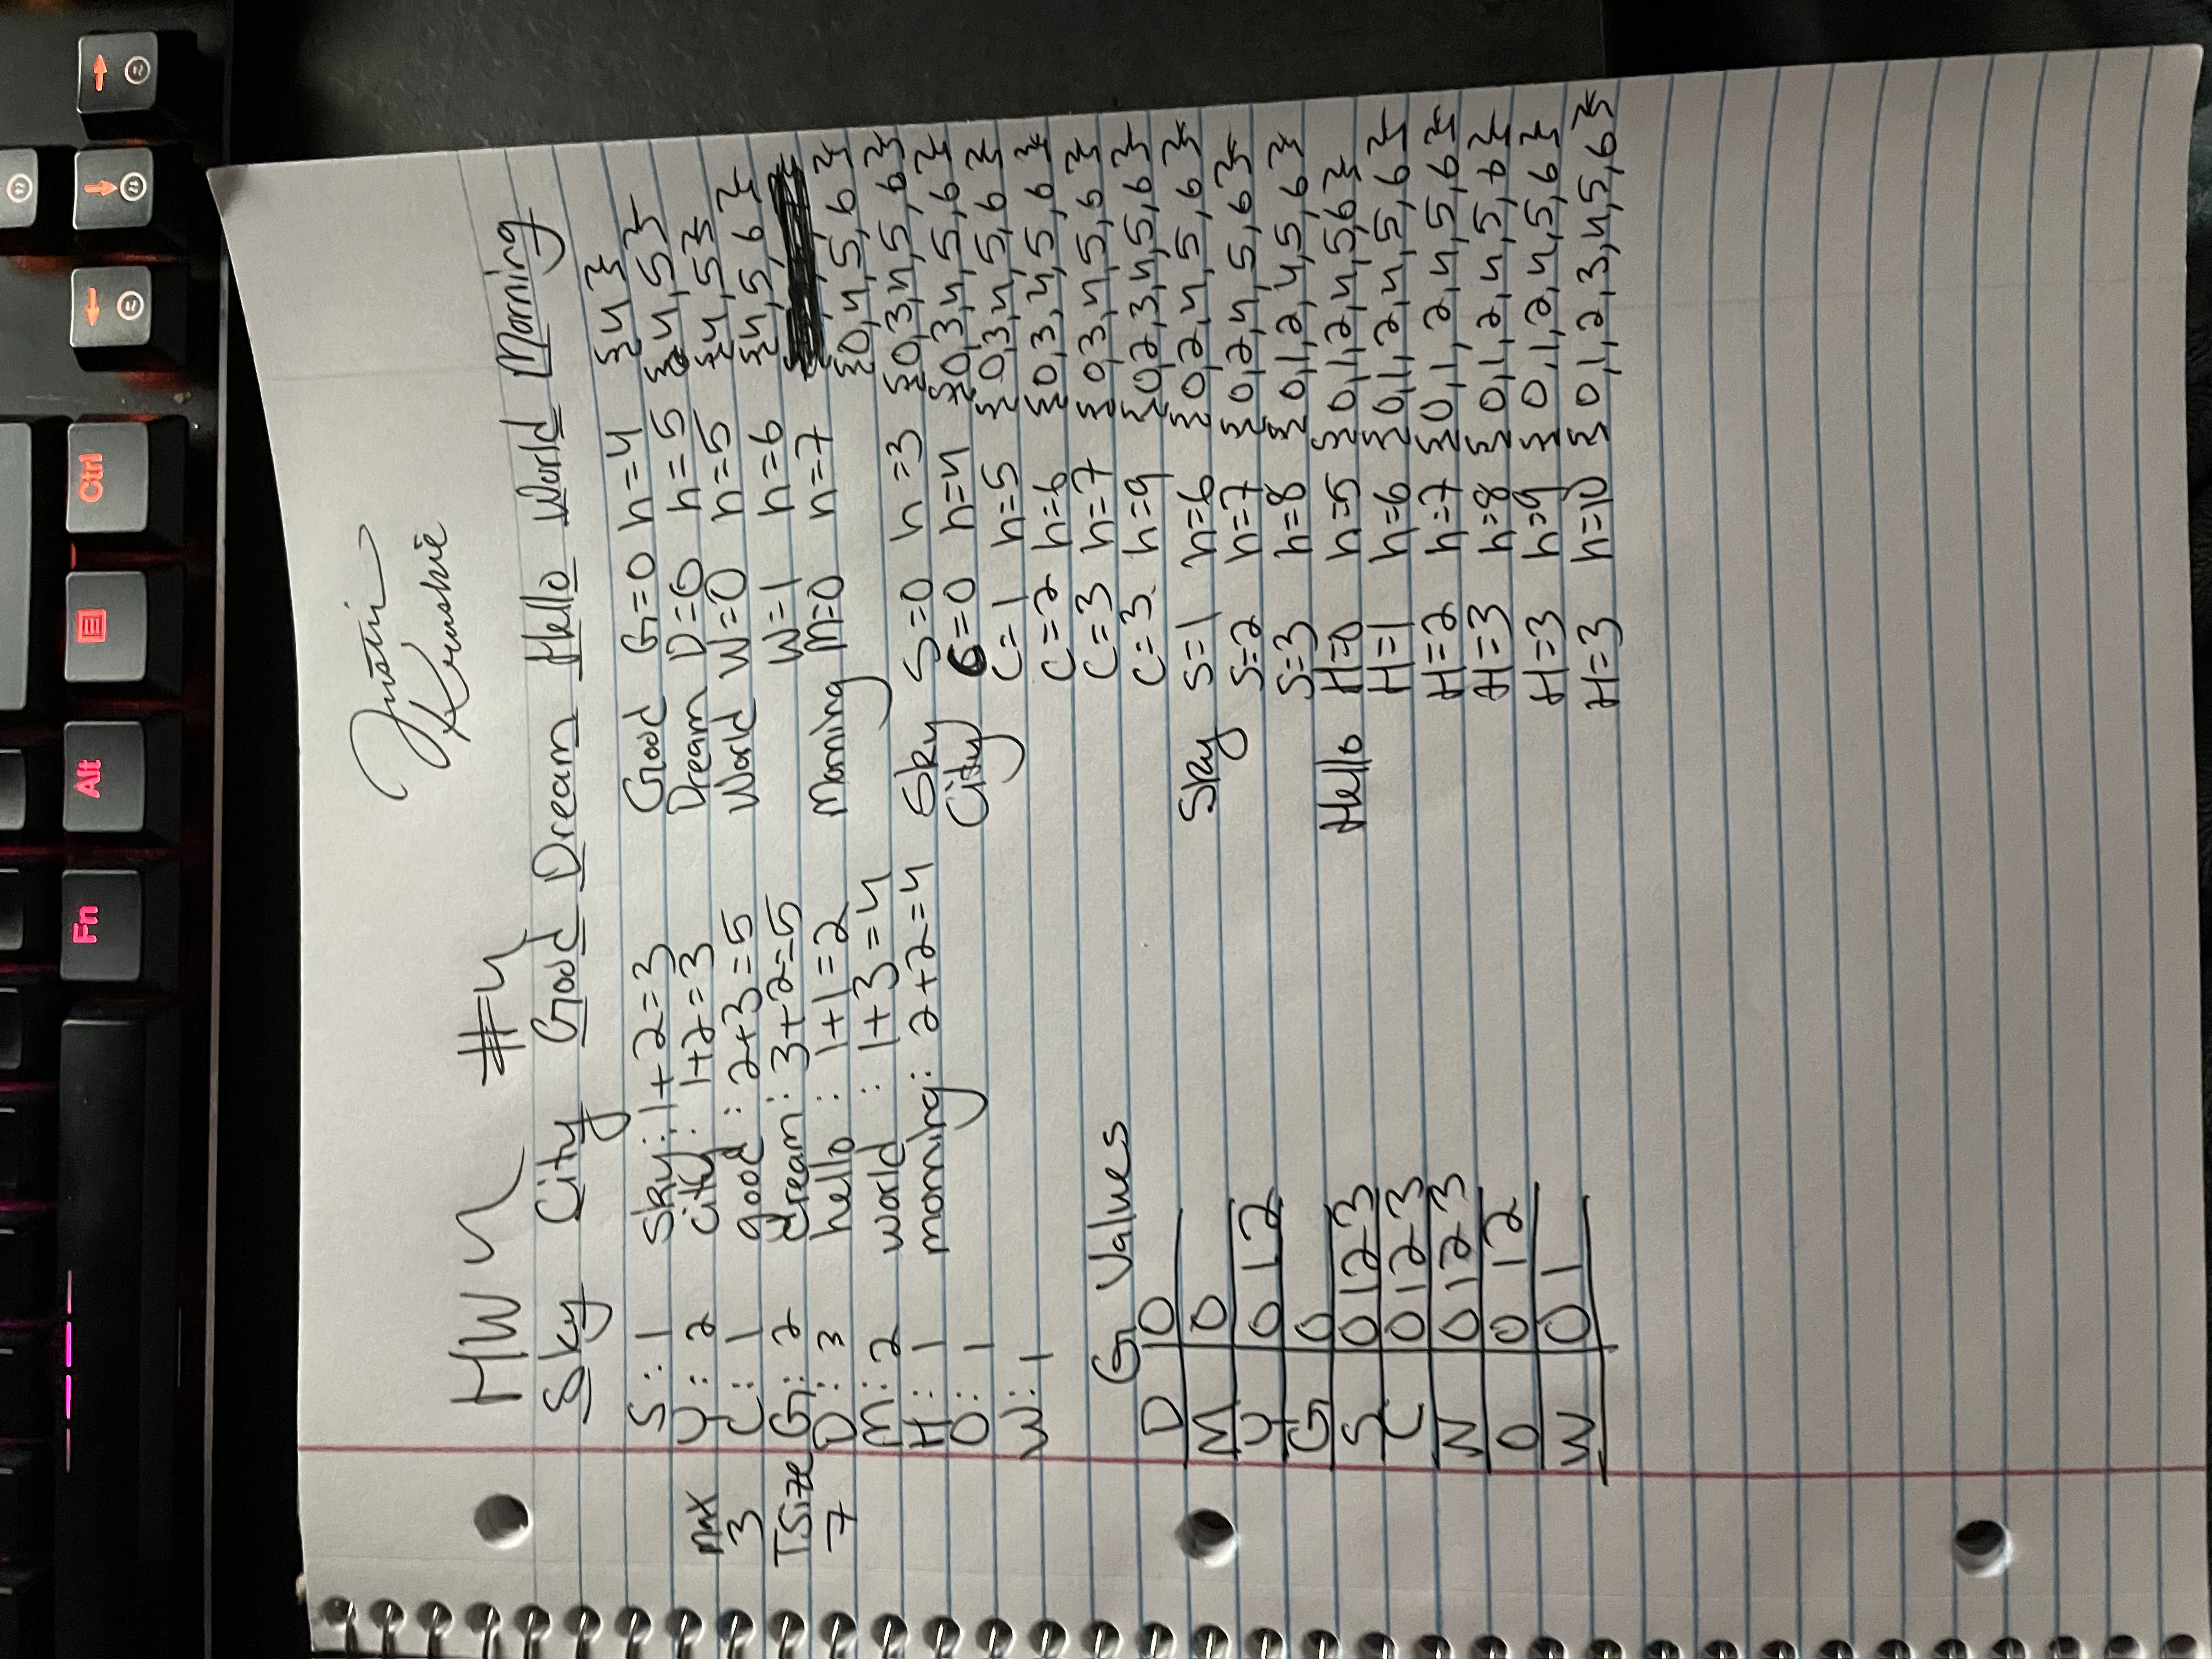 Fn Alt Ctrl
Justin
HW 4 #4
Sky City Good Dream Hello World Morning
S: 1 sky: 1+2=3 Good G=0 h=4 {4}
max Y: 2 city: 1+2=3 Dream D=0 h=5 {4,5}
3 C: 1 good: 2+3=5 World W=0 h=5 {4,5}
TSize G: 2 dream: 3+2=5 W=1 h=6 {4,5,6}
7 D: 3 hello: 1+1=2 Morning M=0 h=7
M: 2 world: 1+3=4 {0,4,5,6}
H: 1 morning: 2+2=4 Sky S=0 h=3 {0,3,4,5,6}
O: 1 City C=0 h=4 {0,3,4,5,6}
W: 1 C=1 h=5 {0,3,4,5,6}
C=2 h=6 {0,3,4,5,6}
G Values C=3 h=7 {0,3,4,5,6}
D 0 C=3 h=9 {0,2,3,4,5,6}
M 0 Sky S=1 h=6 {0,2,4,5,6}
Y 0 1 2 S=2 h=7 {0,2,4,5,6}
G 0 S=3 h=8 {0,1,2,4,5,6}
S 0 1 2 3 Hello H=0 h=5 {0,1,2,4,5,6}
C 0 1 2 3 H=1 h=6 {0,1,2,4,5,6}
N 0 1 2 3 H=2 h=7 {0,1,2,4,5,6}
O 0 1 2 H=3 h=8 {0,1,2,4,5,6}
W 0 1 H=3 h=9 {0,1,2,4,5,6}
H=3 h=10 {0,1,2,3,4,5,6}